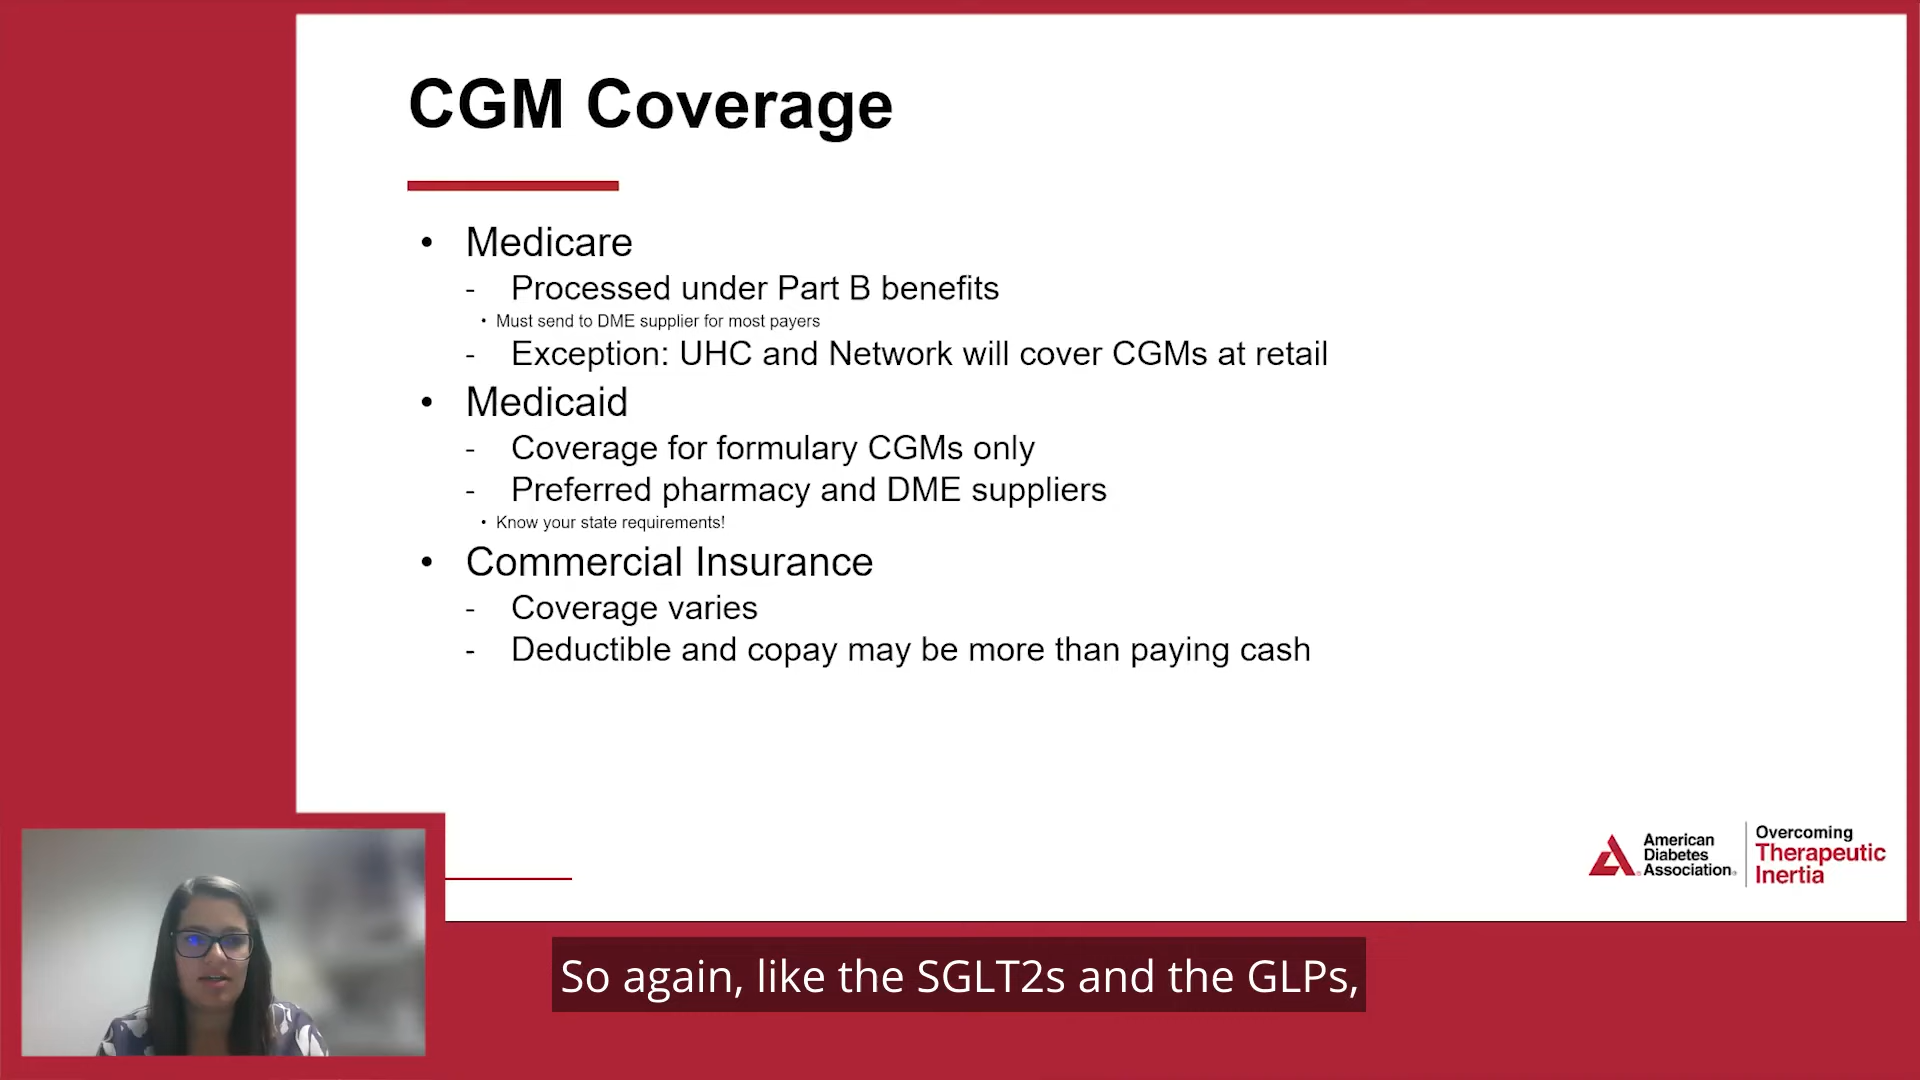 CGM Coverage
• Medicare
- Processed under Part B benefits
• Must send to DME supplier for most payers
- Exception: UHC and Network will cover CGMs at retail
• Medicaid
- Coverage for formulary CGMs only
- Preferred pharmacy and DME suppliers
• Know your state requirements!
• Commercial Insurance
- Coverage varies
- Deductible and copay may be more than paying cash
American
Diabetes
Association®
Overcoming
Therapeutic
Inertia
So again, like the SGLT2s and the GLPs,